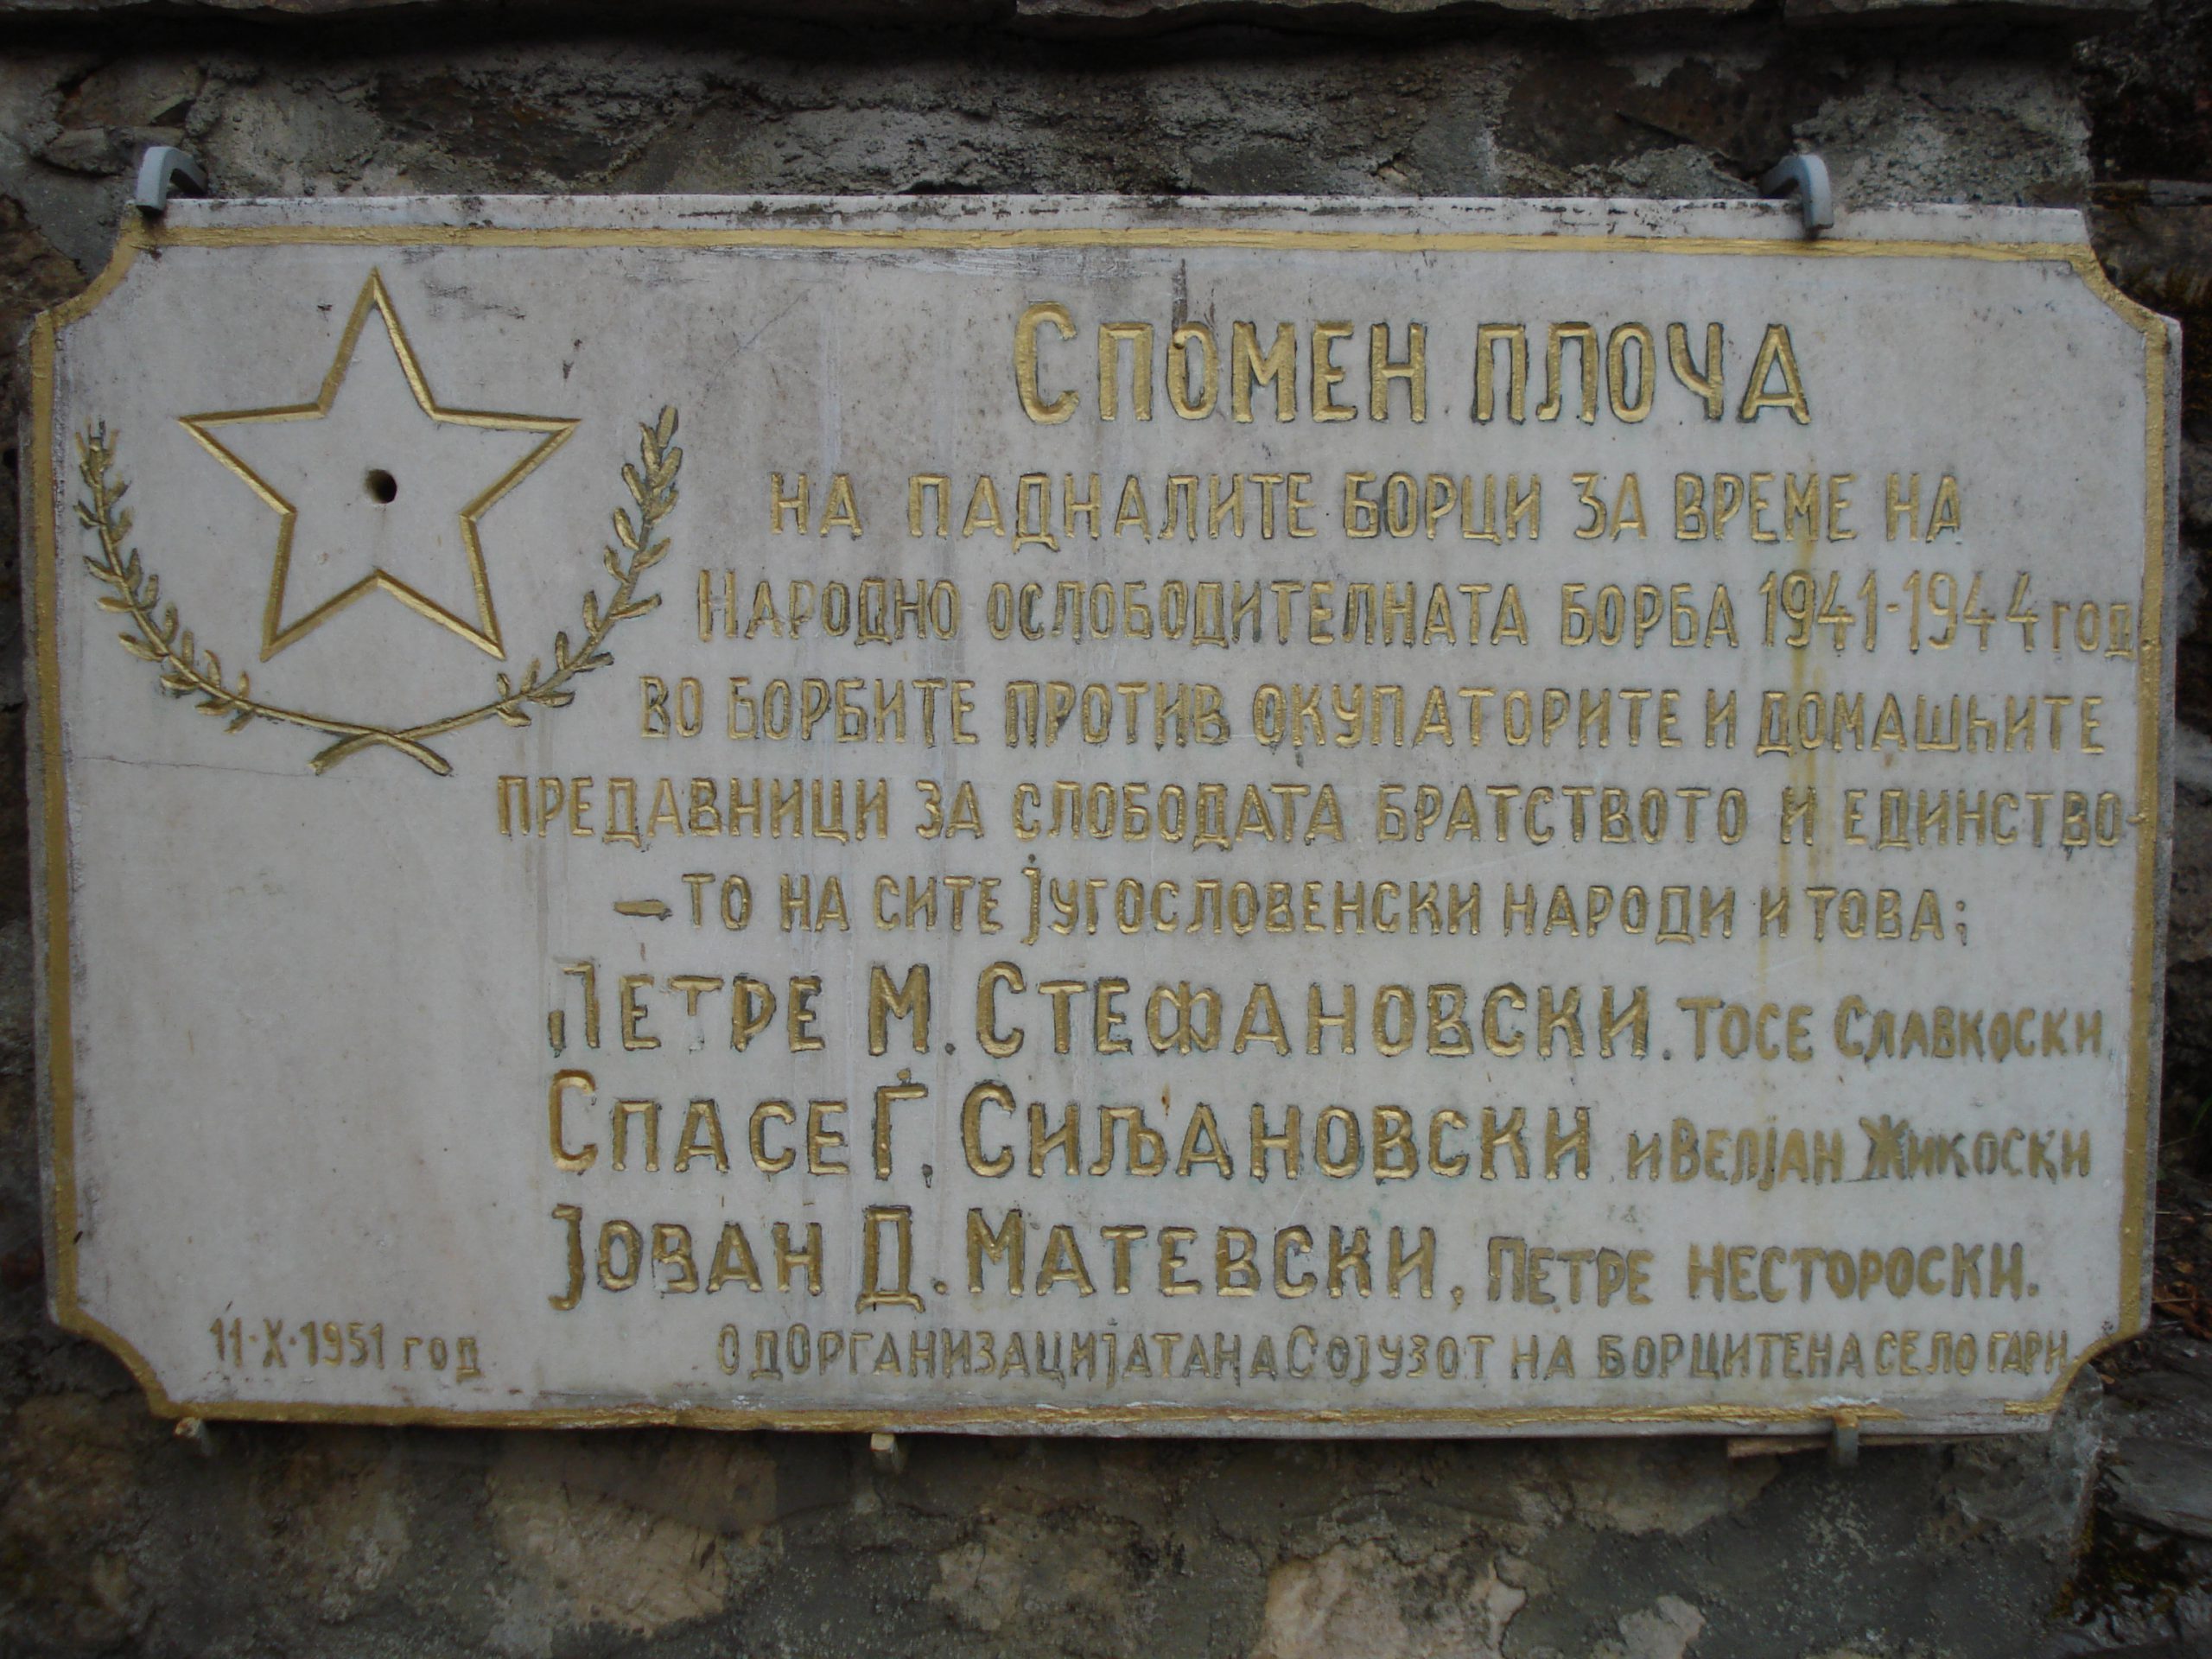 Спомен плоча
на падналите борци за време на
Народно ослободителната борба 1941-1944 год
во борбите против окупаторите и домашњите
предавници за слободата братството и единство-
-то на сите југословенски народи и това;
Петре М. Стефановски. Тосе Славкоски
Спасе Г. Сиљановски и Велјан Жикоски
Јован Д. Матевски, Петре Нестороски.
11·X·1951 год од Организацијата на Сојузот на борците на село Гари